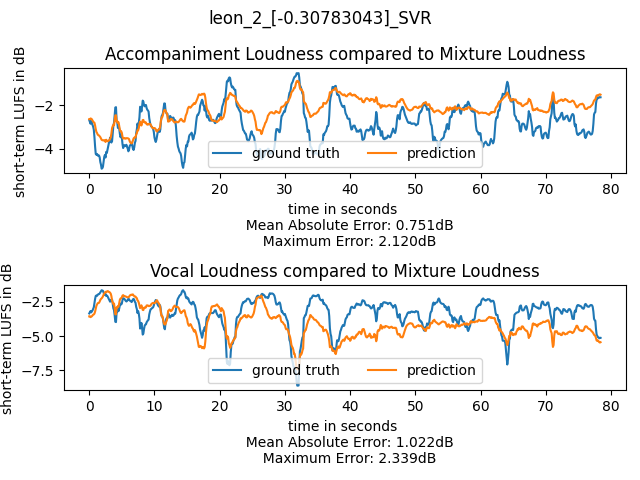 leon_2_[-0.30783043]_SVR
Accompaniment Loudness compared to Mixture Loudness
short-term LUFS in dB
−2
−4
ground truth
prediction
0 10 20 30 40 50 60 70 80
time in seconds
Mean Absolute Error: 0.751dB
Maximum Error: 2.120dB
Vocal Loudness compared to Mixture Loudness
short-term LUFS in dB
−2.5
−5.0
−7.5
ground truth
prediction
0 10 20 30 40 50 60 70 80
time in seconds
Mean Absolute Error: 1.022dB
Maximum Error: 2.339dB